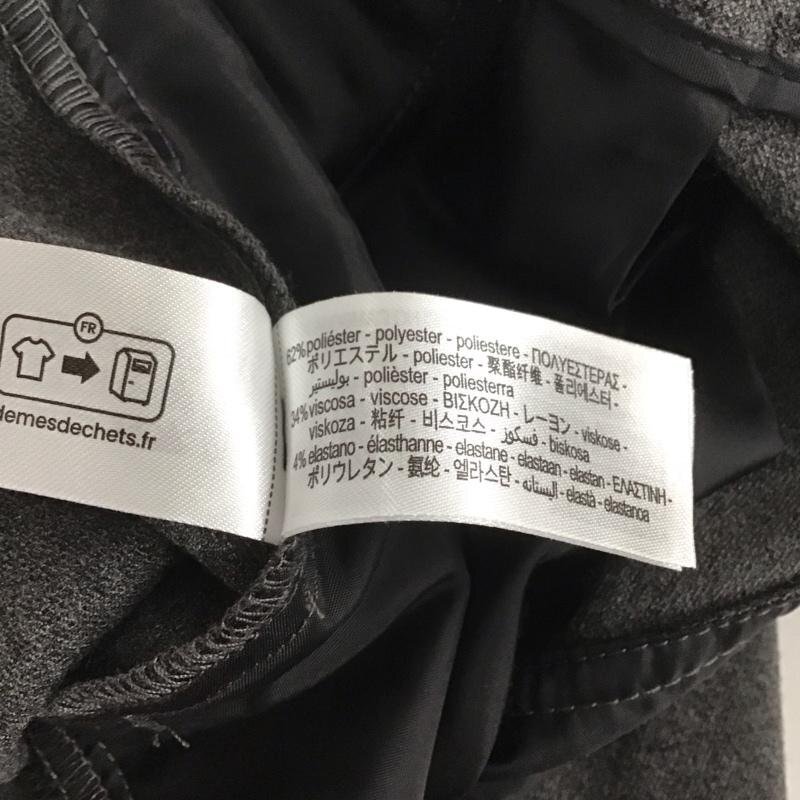 FR
demesdechets.fr
62% poliéster - polyester - poliestere - ΠΟΛΥΕΣΤΕΡΑΣ -
ポリエステル - poliester - 聚酯纤维 - 폴리에스터 -
بوليستير - polièster - poliesterra
34% viscosa - viscose - ΒΙΣΚΟΖΗ - レーヨン - viskose -
viskoza - 粘纤 - 비스코스 - فسكوز - biskosa
4% elastano - élasthanne - elastane - elastaan - elastan - ΕΛΑΣΤΙΝΗ -
ポリウレタン - 氨纶 - 엘라스탄 - اليستانه - elastà - elastanoa